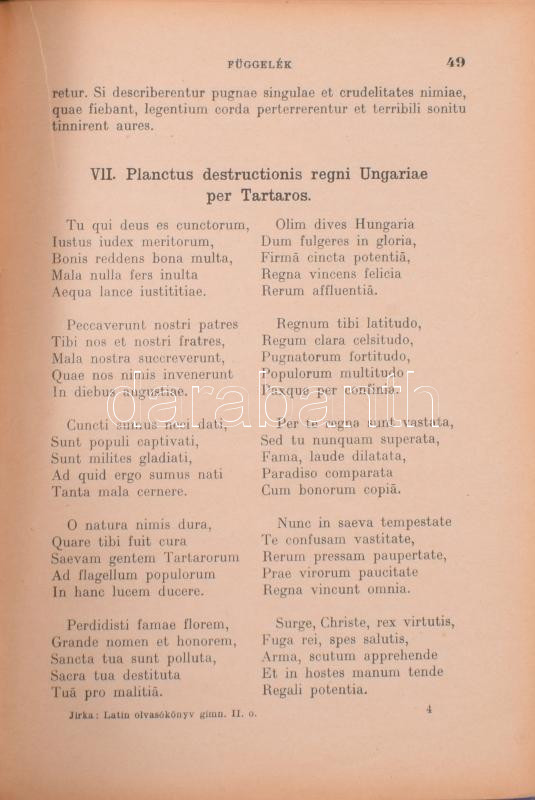 FÜGGELÉK 49
retur. Si describerentur pugnae singulae et crudelitates nimiae,
quae fiebant, legentium corda perterrerentur et terribili sonitu
tinnirent aures.
VII. Planctus destructionis regni Ungariae
per Tartaros.
Tu qui deus es cunctorum,
Iustus iudex meritorum,
Bonis reddens bona multa,
Mala nulla fers inulta
Aequa lance iustititiae.
Peccaverunt nostri patres
Tibi nos et nostri fratres,
Mala nostra succreverunt,
Quae nos nimis invenerunt
In diebus angustiae.
Cuncti sumus neci dati,
Sunt populi captivati,
Sunt milites gladiati,
Ad quid ergo sumus nati
Tanta mala cernere.
O natura nimis dura,
Quare tibi fuit cura
Saevam gentem Tartarorum
Ad flagellum populorum
In hanc lucem ducere.
Perdidisti famae florem,
Grande nomen et honorem,
Sancta tua sunt polluta,
Sacra tua destituta
Tuā pro malitiā.
Olim dives Hungaria
Dum fulgeres in gloria,
Firmā cincta potentiā,
Regna vincens felicia
Rerum affluentiā.
Regnum tibi latitudo,
Regum clara celsitudo,
Pugnatorum fortitudo,
Populorum multitudo
Paxque per confinia.
Per te regna sunt vastata,
Sed tu nunquam superata,
Fama, laude dilatata,
Paradiso comparata
Cum bonorum copiā.
Nunc in saeva tempestate
Te confusam vastitate,
Rerum pressam paupertate,
Prae virorum paucitate
Regna vincunt omnia.
Surge, Christe, rex virtutis,
Fuga rei, spes salutis,
Arma, scutum apprehende
Et in hostes manum tende
Regali potentia.
Jirka: Latin olvasókönyv gimn. II. o. 4
darabanth